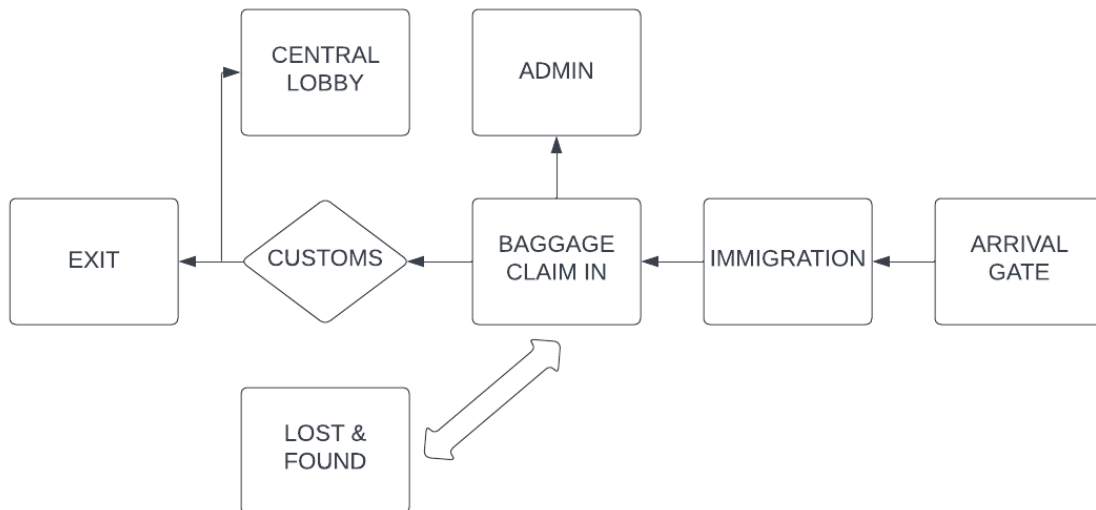 CENTRAL
LOBBY
ADMIN
EXIT
CUSTOMS
BAGGAGE
CLAIM IN
IMMIGRATION
ARRIVAL
GATE
LOST &
FOUND